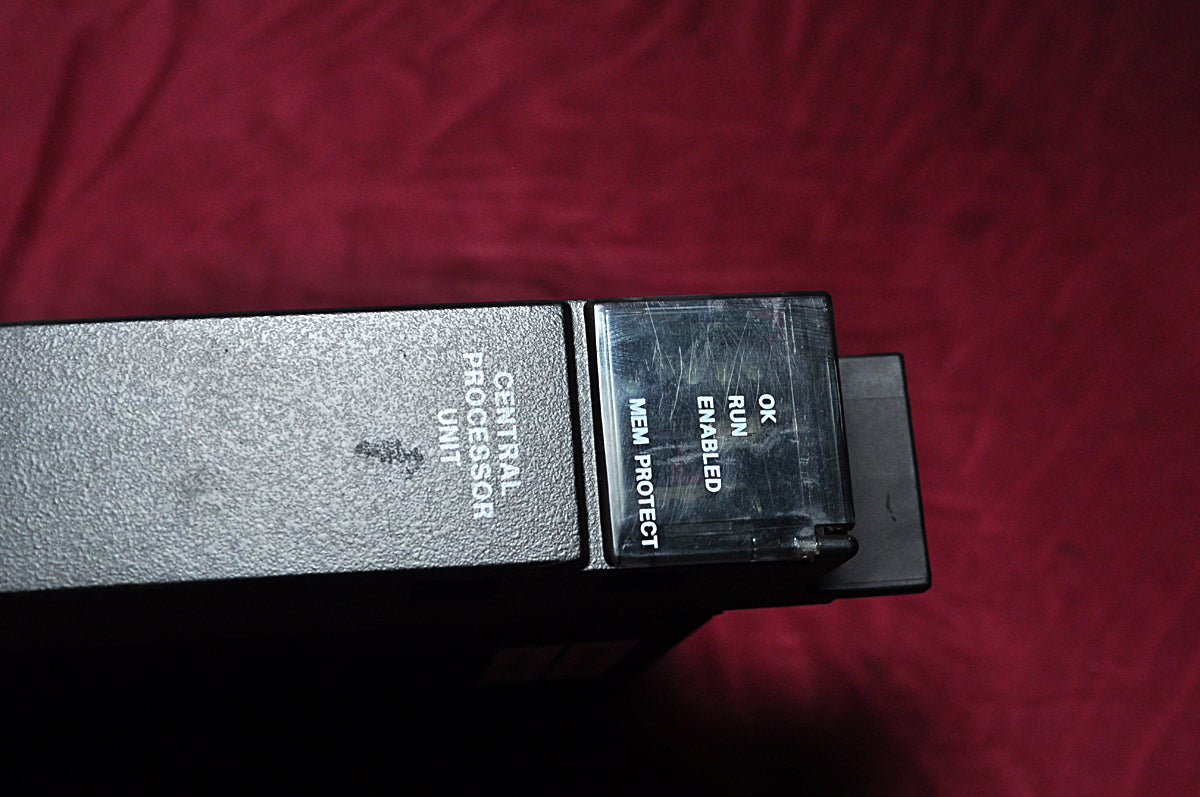 OK
RUN
ENABLED
MEM PROTECT
CENTRAL
PROCESSOR
UNIT